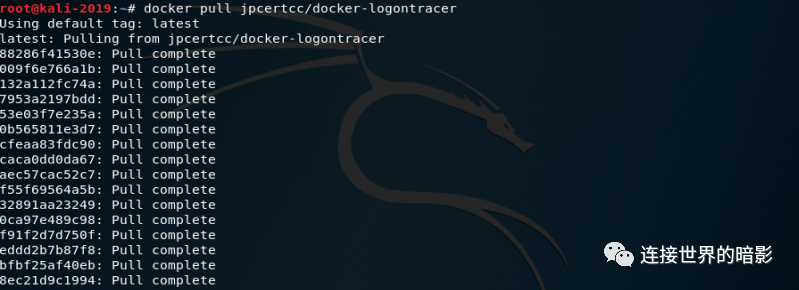 root@kali-2019:~# docker pull jpcertcc/docker-logontracer
Using default tag: latest
latest: Pulling from jpcertcc/docker-logontracer
88286f41530e: Pull complete
009f6e766a1b: Pull complete
132a112fc74a: Pull complete
7953a2197bdd: Pull complete
53e03f7e235a: Pull complete
0b565811e3d7: Pull complete
cfeaa83fdc90: Pull complete
caca0dd0da67: Pull complete
aec57cac52c7: Pull complete
f55f69564a5b: Pull complete
32891aa23249: Pull complete
0ca97e489c98: Pull complete
f91f2d7d750f: Pull complete
eddd2b7b87f8: Pull complete
bfbf25af40eb: Pull complete
8ec21d9c1994: Pull complete
连接世界的暗影